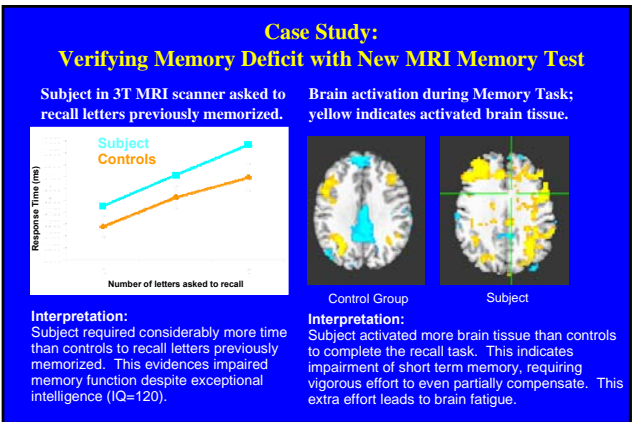 Case Study:
Verifying Memory Deficit with New MRI Memory Test
Subject in 3T MRI scanner asked to
recall letters previously memorized.
Brain activation during Memory Task;
yellow indicates activated brain tissue.
Subject
Controls
Response Time (ms)
Number of letters asked to recall
Control Group
Subject
Interpretation:
Subject required considerably more time
than controls to recall letters previously
memorized. This evidences impaired
memory function despite exceptional
intelligence (IQ=120).
Interpretation:
Subject activated more brain tissue than controls
to complete the recall task. This indicates
impairment of short term memory, requiring
vigorous effort to even partially compensate. This
extra effort leads to brain fatigue.